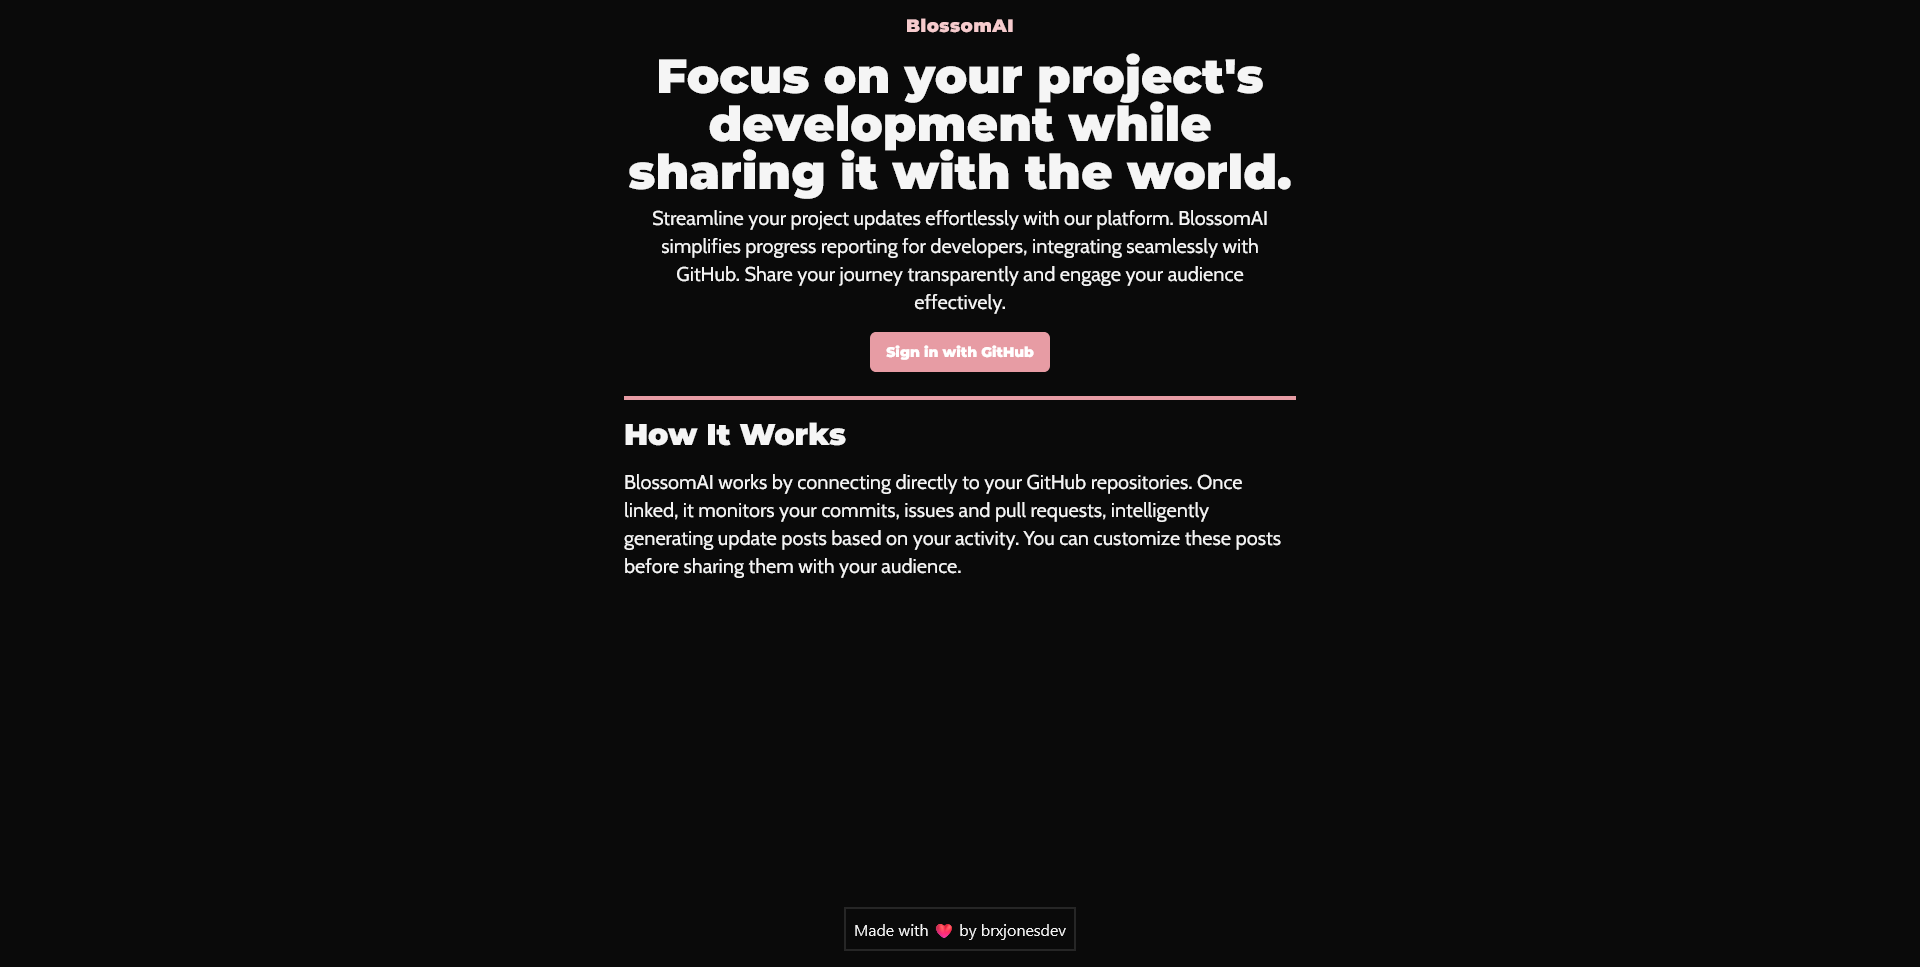 BlossomAI
Focus on your project's
development while
sharing it with the world.
Streamline your project updates effortlessly with our platform. BlossomAI
simplifies progress reporting for developers, integrating seamlessly with
GitHub. Share your journey transparently and engage your audience
effectively.
Sign in with GitHub
How It Works
BlossomAI works by connecting directly to your GitHub repositories. Once
linked, it monitors your commits, issues and pull requests, intelligently
generating update posts based on your activity. You can customize these posts
before sharing them with your audience.
Made with ❤️ by brxjonesdev